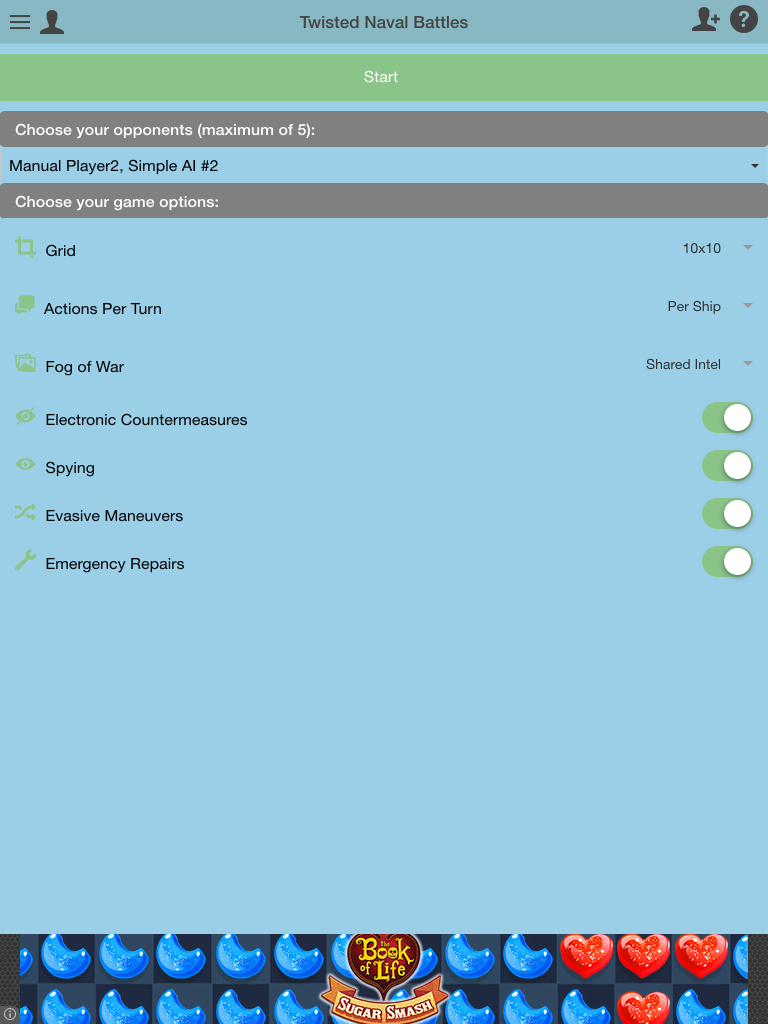 Twisted Naval Battles
?
Start
Choose your opponents (maximum of 5):
Manual Player2, Simple AI #2
Choose your game options:
Grid 10x10
Actions Per Turn Per Ship
Fog of War Shared Intel
Electronic Countermeasures
Spying
Evasive Maneuvers
Emergency Repairs
the
Book
of Life
SUGAR SMASH